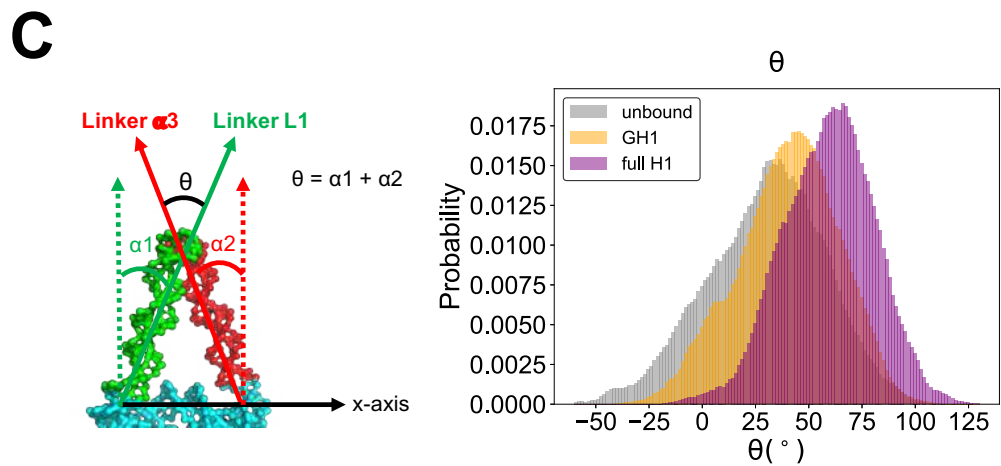 C
Linker α3
Linker L1
θ
θ = α1 + α2
α1
α2
x-axis
θ
unbound
GH1
full H1
Probability
0.0175
0.0150
0.0125
0.0100
0.0075
0.0050
0.0025
0.0000
−50
−25
0
25
50
75
100
125
θ(°)